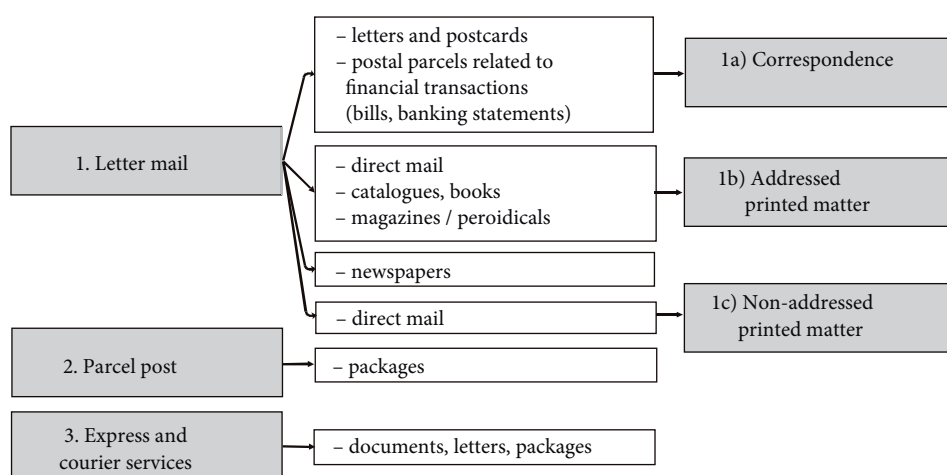 1. Letter mail
– letters and postcards
– postal parcels related to
financial transactions
(bills, banking statements)
1a) Correspondence
– direct mail
– catalogues, books
– magazines / peroidicals
1b) Addressed
printed matter
– newspapers
– direct mail
1c) Non-addressed
printed matter
2. Parcel post
– packages
3. Express and
courier services
– documents, letters, packages